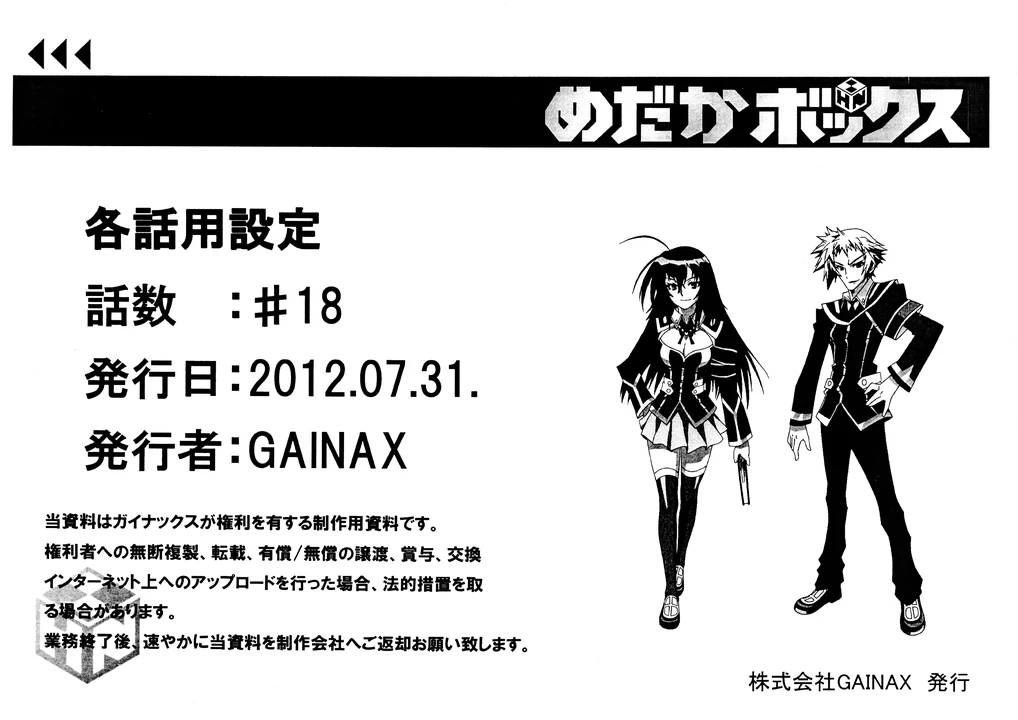 めだかボックス
各話用設定
話数 :#18
発行日:2012.07.31.
発行者:GAINAX
当資料はガイナックスが権利を有する制作用資料です。
権利者への無断複製、転載、有償/無償の譲渡、賞与、交換
インターネット上へのアップロードを行った場合、法的措置を取
る場合があります。
業務終了後、速やかに当資料を制作会社へご返却お願い致します。
株式会社GAINAX 発行